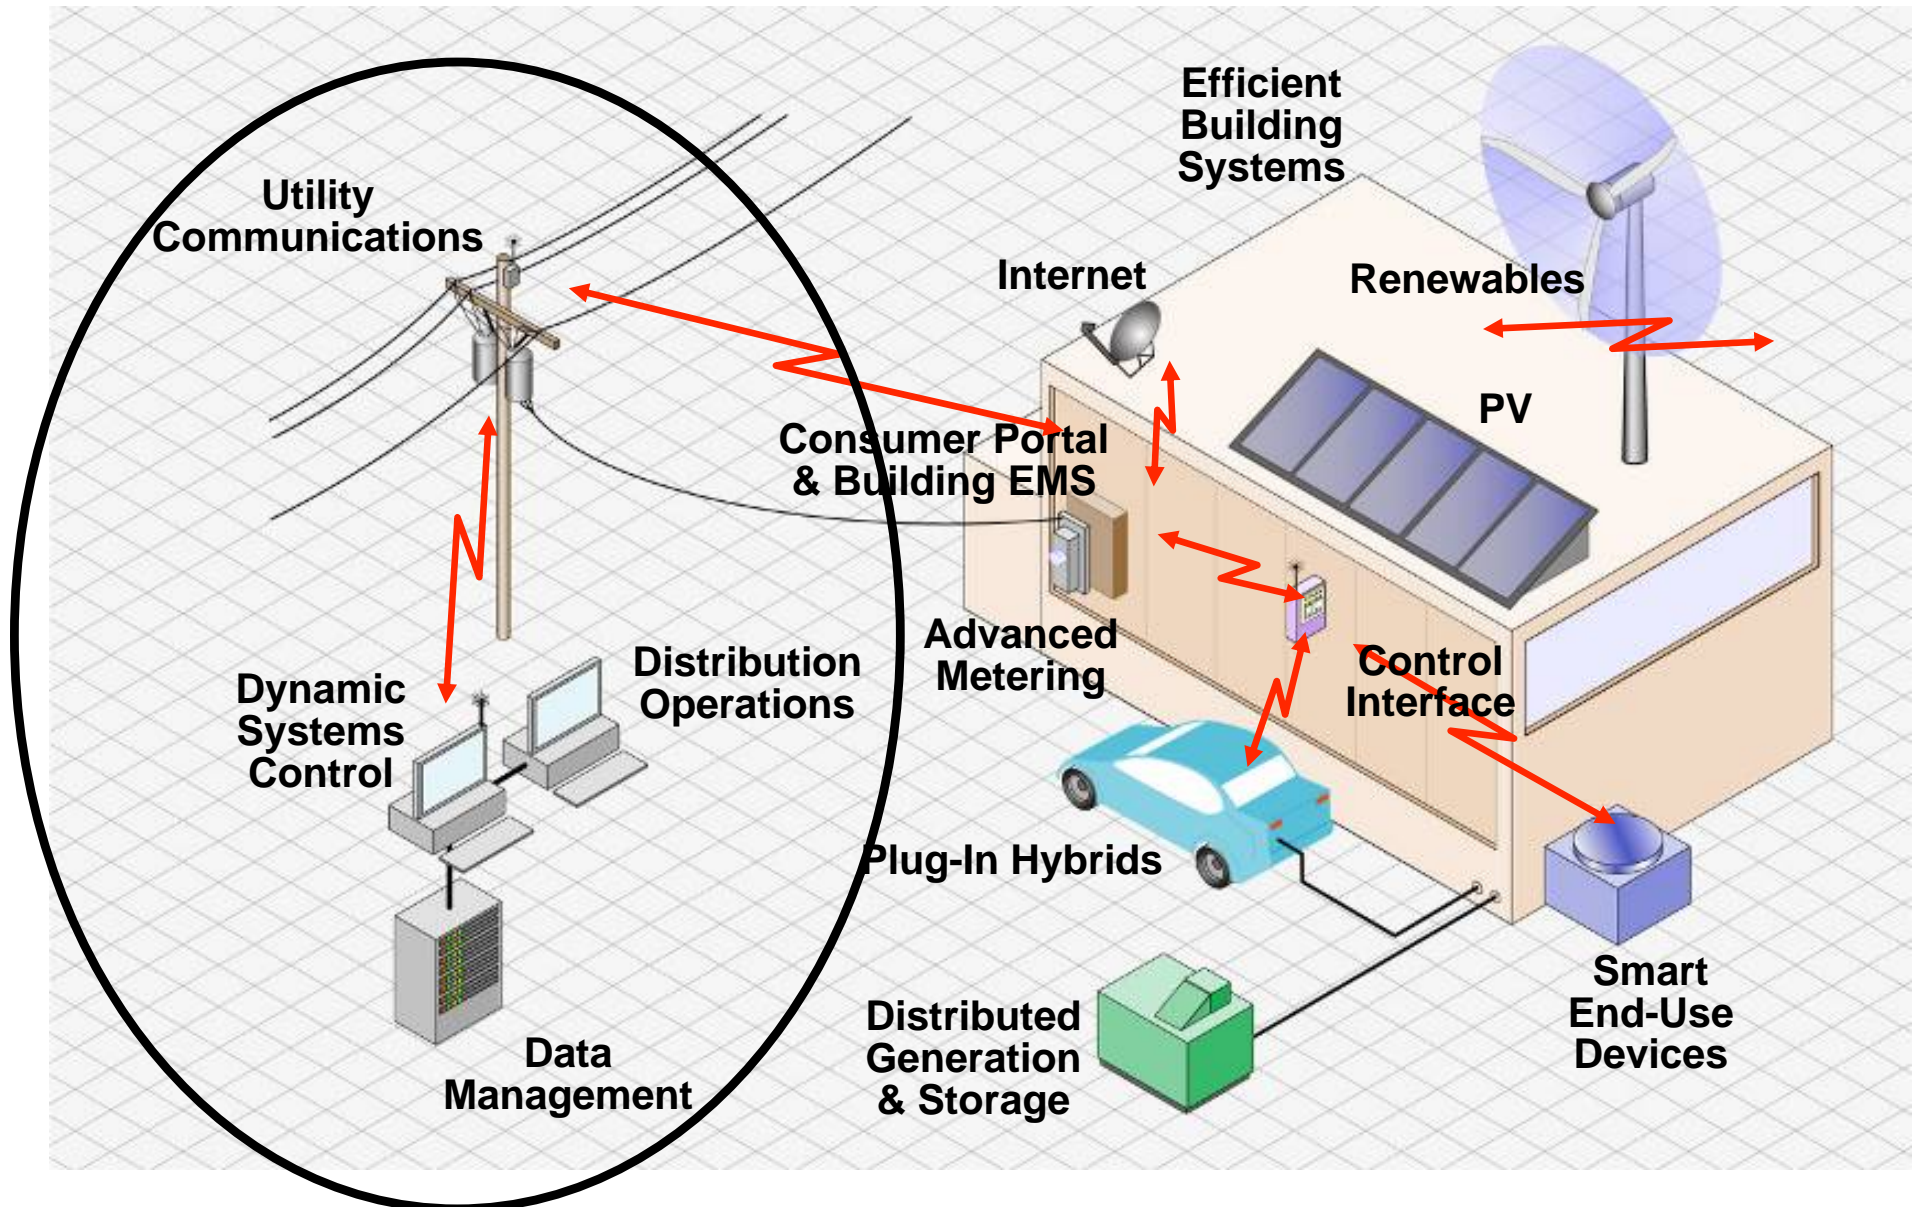 Efficient
Building
Systems
Utility
Communications
Internet
Renewables
PV
Consumer Portal
& Building EMS
Advanced
Metering
Control
Interface
Distribution
Operations
Dynamic
Systems
Control
Plug-In Hybrids
Smart
End-Use
Devices
Distributed
Generation
& Storage
Data
Management